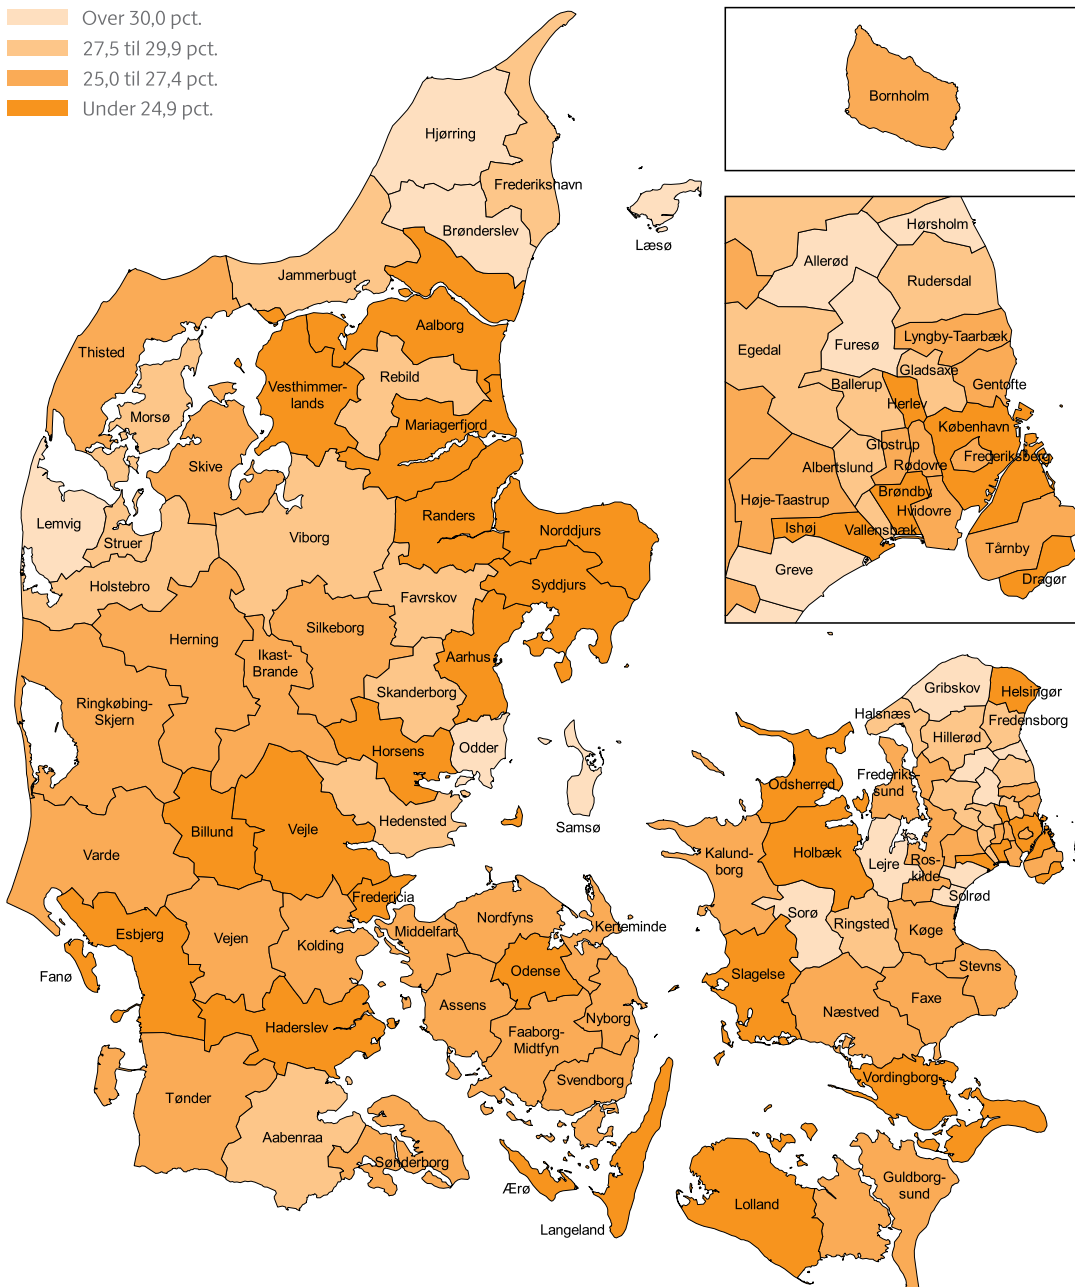 Over 30,0 pct.
27,5 til 29,9 pct.
25,0 til 27,4 pct.
Under 24,9 pct.
Hjørring
Frederikshavn
Læsø
Brønderslev
Jammerbugt
Aalborg
Thisted
Vesthimmer-
lands
Rebild
Morsø
Mariagerfjord
Skive
Lemvig
Struer
Viborg
Randers
Norddjurs
Holstebro
Favrskov
Syddjurs
Herning
Silkeborg
Ikast-
Brande
Aarhus
Ringkøbing-
Skjern
Skanderborg
Horsens
Odder
Samsø
Hedensted
Billund
Vejle
Varde
Fredericia
Esbjerg
Vejen
Kolding
Fanø
Haderslev
Tønder
Aabenraa
Sønderborg
Middelfart
Nordfyns
Kerteminde
Odense
Assens
Nyborg
Faaborg-
Midtfyn
Svendborg
Ærø
Langeland
Bornholm
Hørsholm
Allerød
Rudersdal
Egedal
Furesø
Lyngby-Taarbæk
Gladsaxe
Ballerup
Gentofte
Herlev
København
Glostrup
Frederiksberg
Albertslund
Rødovre
Høje-Taastrup
Brøndby
Hvidovre
Ishøj
Vallensbæk
Tårnby
Greve
Dragør
Gribskov
Helsingør
Halsnæs
Fredensborg
Hillerød
Frederiks-
sund
Odsherred
Kalund-
borg
Holbæk
Lejre
Ros-
kilde
Solrød
Sorø
Ringsted
Køge
Slagelse
Stevns
Næstved
Faxe
Vordingborg
Guldborg-
sund
Lolland